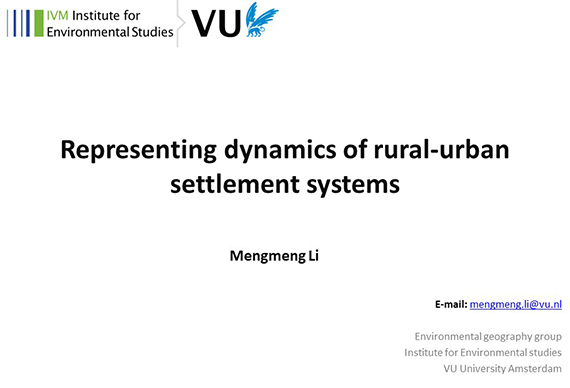 IVM Institute for
Environmental Studies
VU
Representing dynamics of rural-urban
settlement systems
Mengmeng Li
E-mail: mengmeng.li@vu.nl
Environmental geography group
Institute for Environmental studies
VU University Amsterdam